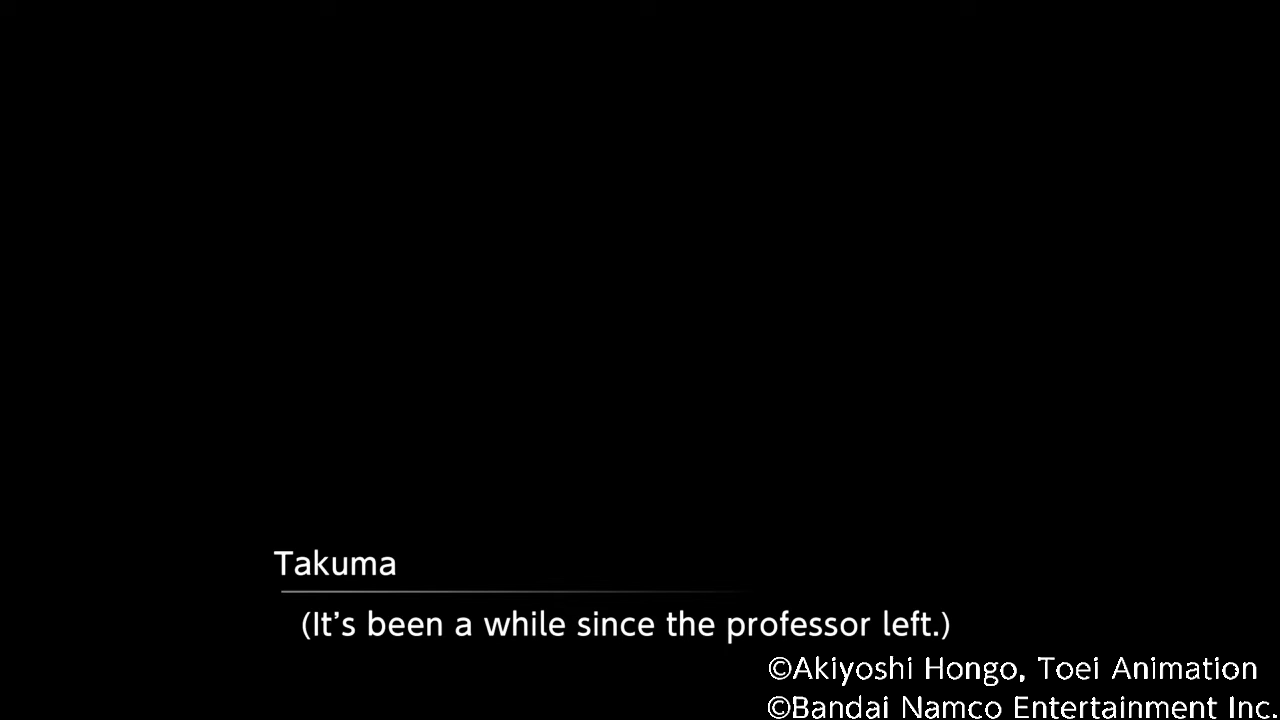 Takuma
(It’s been a while since the professor left.)
©Akiyoshi Hongo, Toei Animation
©Bandai Namco Entertainment Inc.